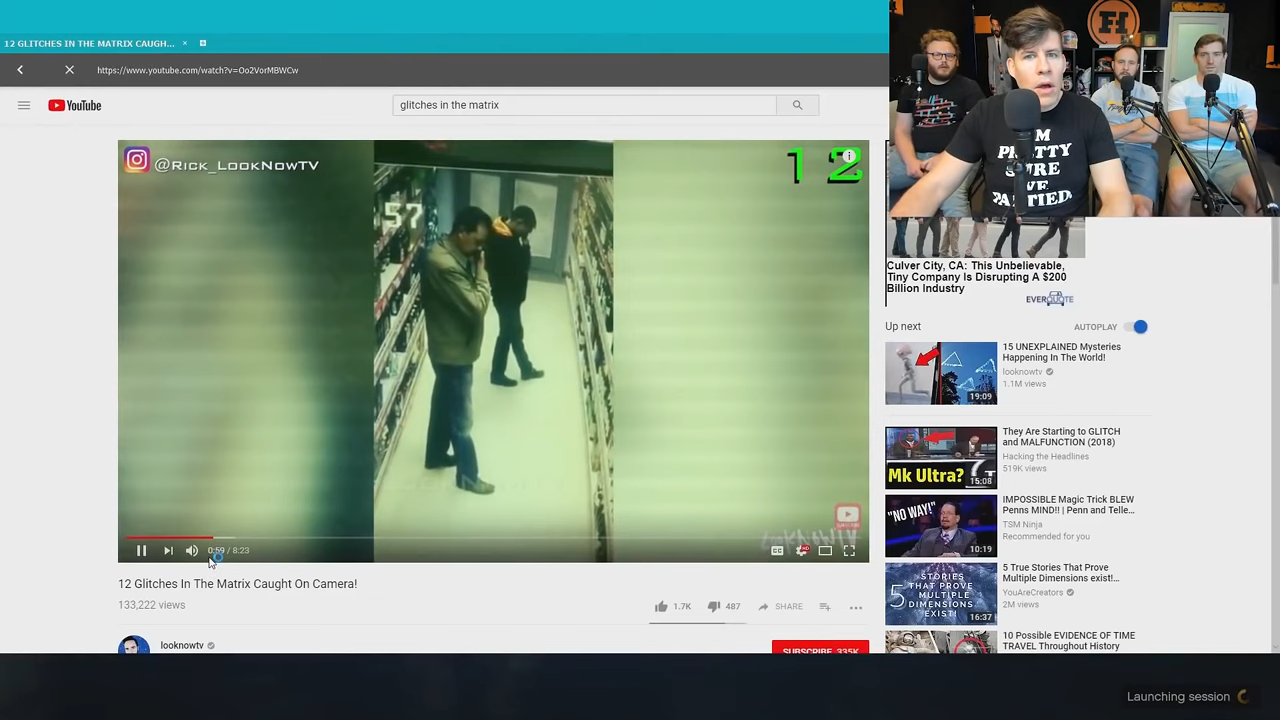 12 GLITCHES IN THE MATRIX CAUGH...
https://www.youtube.com/watch?v=Oo2VorMBWCw
YouTube
glitches in the matrix
@RICK_LOOKNOWTV
12
57
I'M
PRETTY
SURE
WE
PARTIED.
Culver City, CA: This Unbelievable,
Tiny Company Is Disrupting A $200
Billion Industry
EVERQUOTE
Up next
AUTOPLAY
15 UNEXPLAINED Mysteries
Happening In The World!
looknowtv
1.1M views
19:09
They Are Starting to GLITCH
and MALFUNCTION (2018)
Hacking the Headlines
519K views
Mk Ultra?
15:08
"NO WAY!"
IMPOSSIBLE Magic Trick BLEW
Penns MIND!! | Penn and Telle...
TSM Ninja
Recommended for you
10:19
5
STORIES
THAT PROVE
MULTIPLE
DIMENSIONS
EXIST!
5 True Stories That Prove
Multiple Dimensions exist!...
YouAreCreators
2M views
16:37
10 Possible EVIDENCE OF TIME
TRAVEL Throughout History
0:59 / 8:23
HD
12 Glitches In The Matrix Caught On Camera!
133,222 views
1.7K
487
SHARE
looknowtv
SUBSCRIBE 335K
Launching session